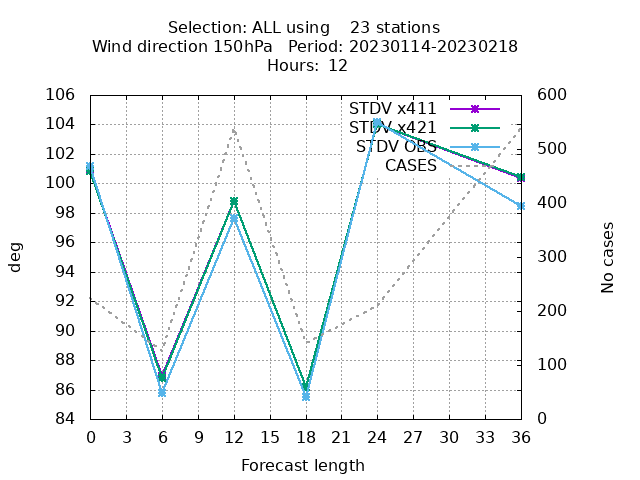 Selection: ALL using 23 stations
Wind direction 150hPa Period: 20230114-20230218
Hours: 12
106
104
102
100
98
96
94
92
90
88
86
84
600
500
400
300
200
100
0
STDV x411
STDV x421
STDV OBS
CASES
deg
No cases
0 3 6 9 12 15 18 21 24 27 30 33 36
Forecast length